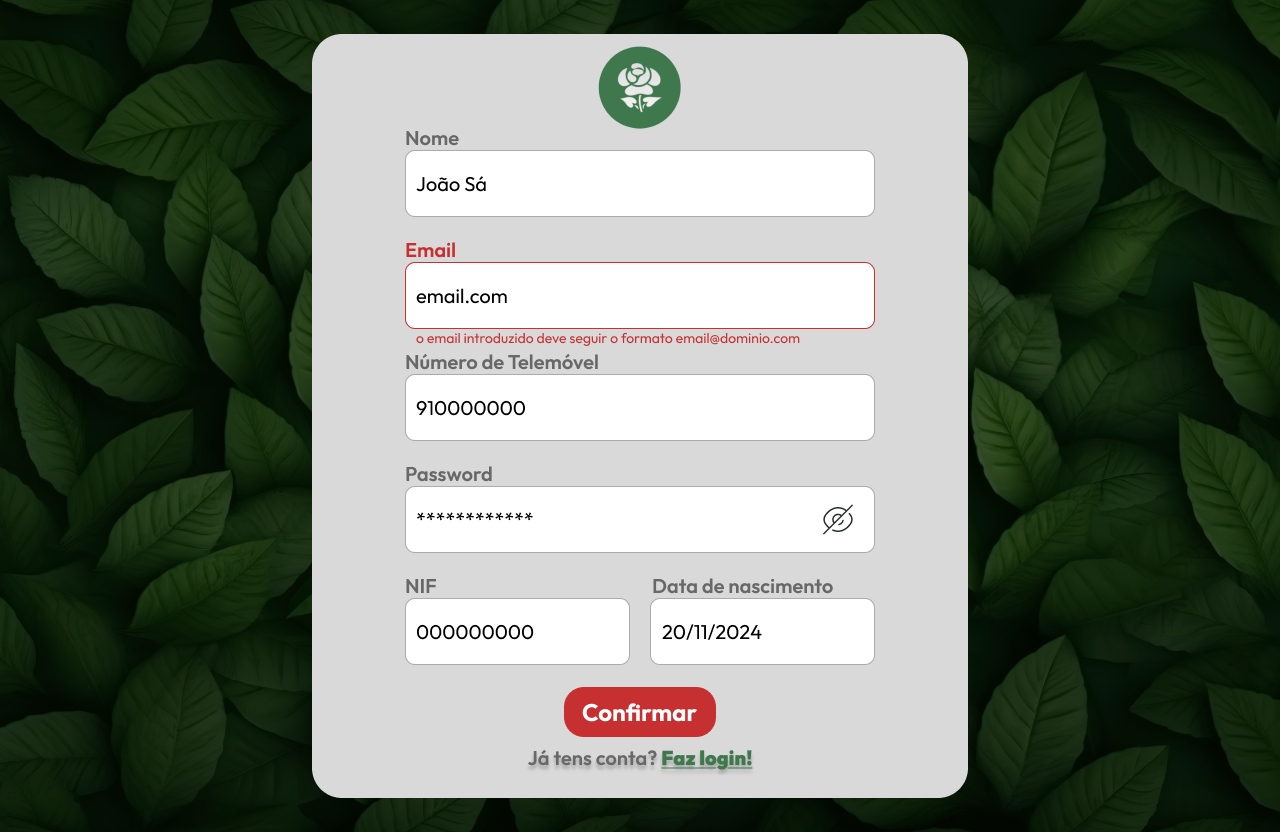 Nome
João Sá
Email
email.com
o email introduzido deve seguir o formato email@dominio.com
Número de Telemóvel
910000000
Password
************
NIF
Data de nascimento
000000000
20/11/2024
Confirmar
Já tens conta? Faz login!